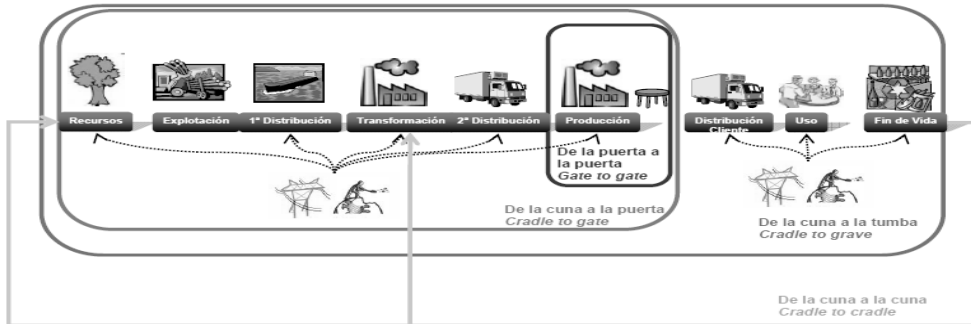 Recursos
Explotación
1ª Distribución
Transformación
2ª Distribución
Producción
Distribución
Cliente
Uso
Fin de Vida
De la puerta a
la puerta
Gate to gate
De la cuna a la puerta
Cradle to gate
De la cuna a la tumba
Cradle to grave
De la cuna a la cuna
Cradle to cradle